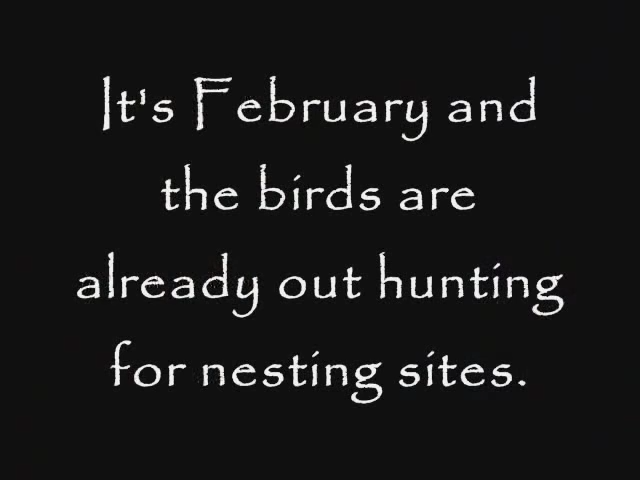 It's February and
the birds are
already out hunting
for nesting sites.